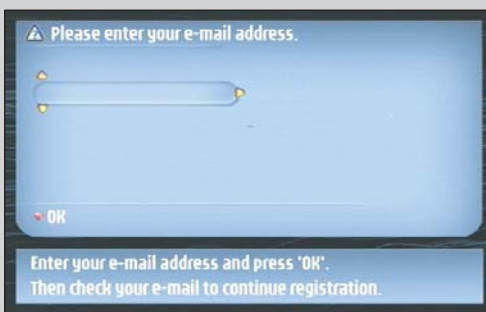 Please enter your e-mail address.
OK
Enter your e-mail address and press 'OK'.
Then check your e-mail to continue registration.